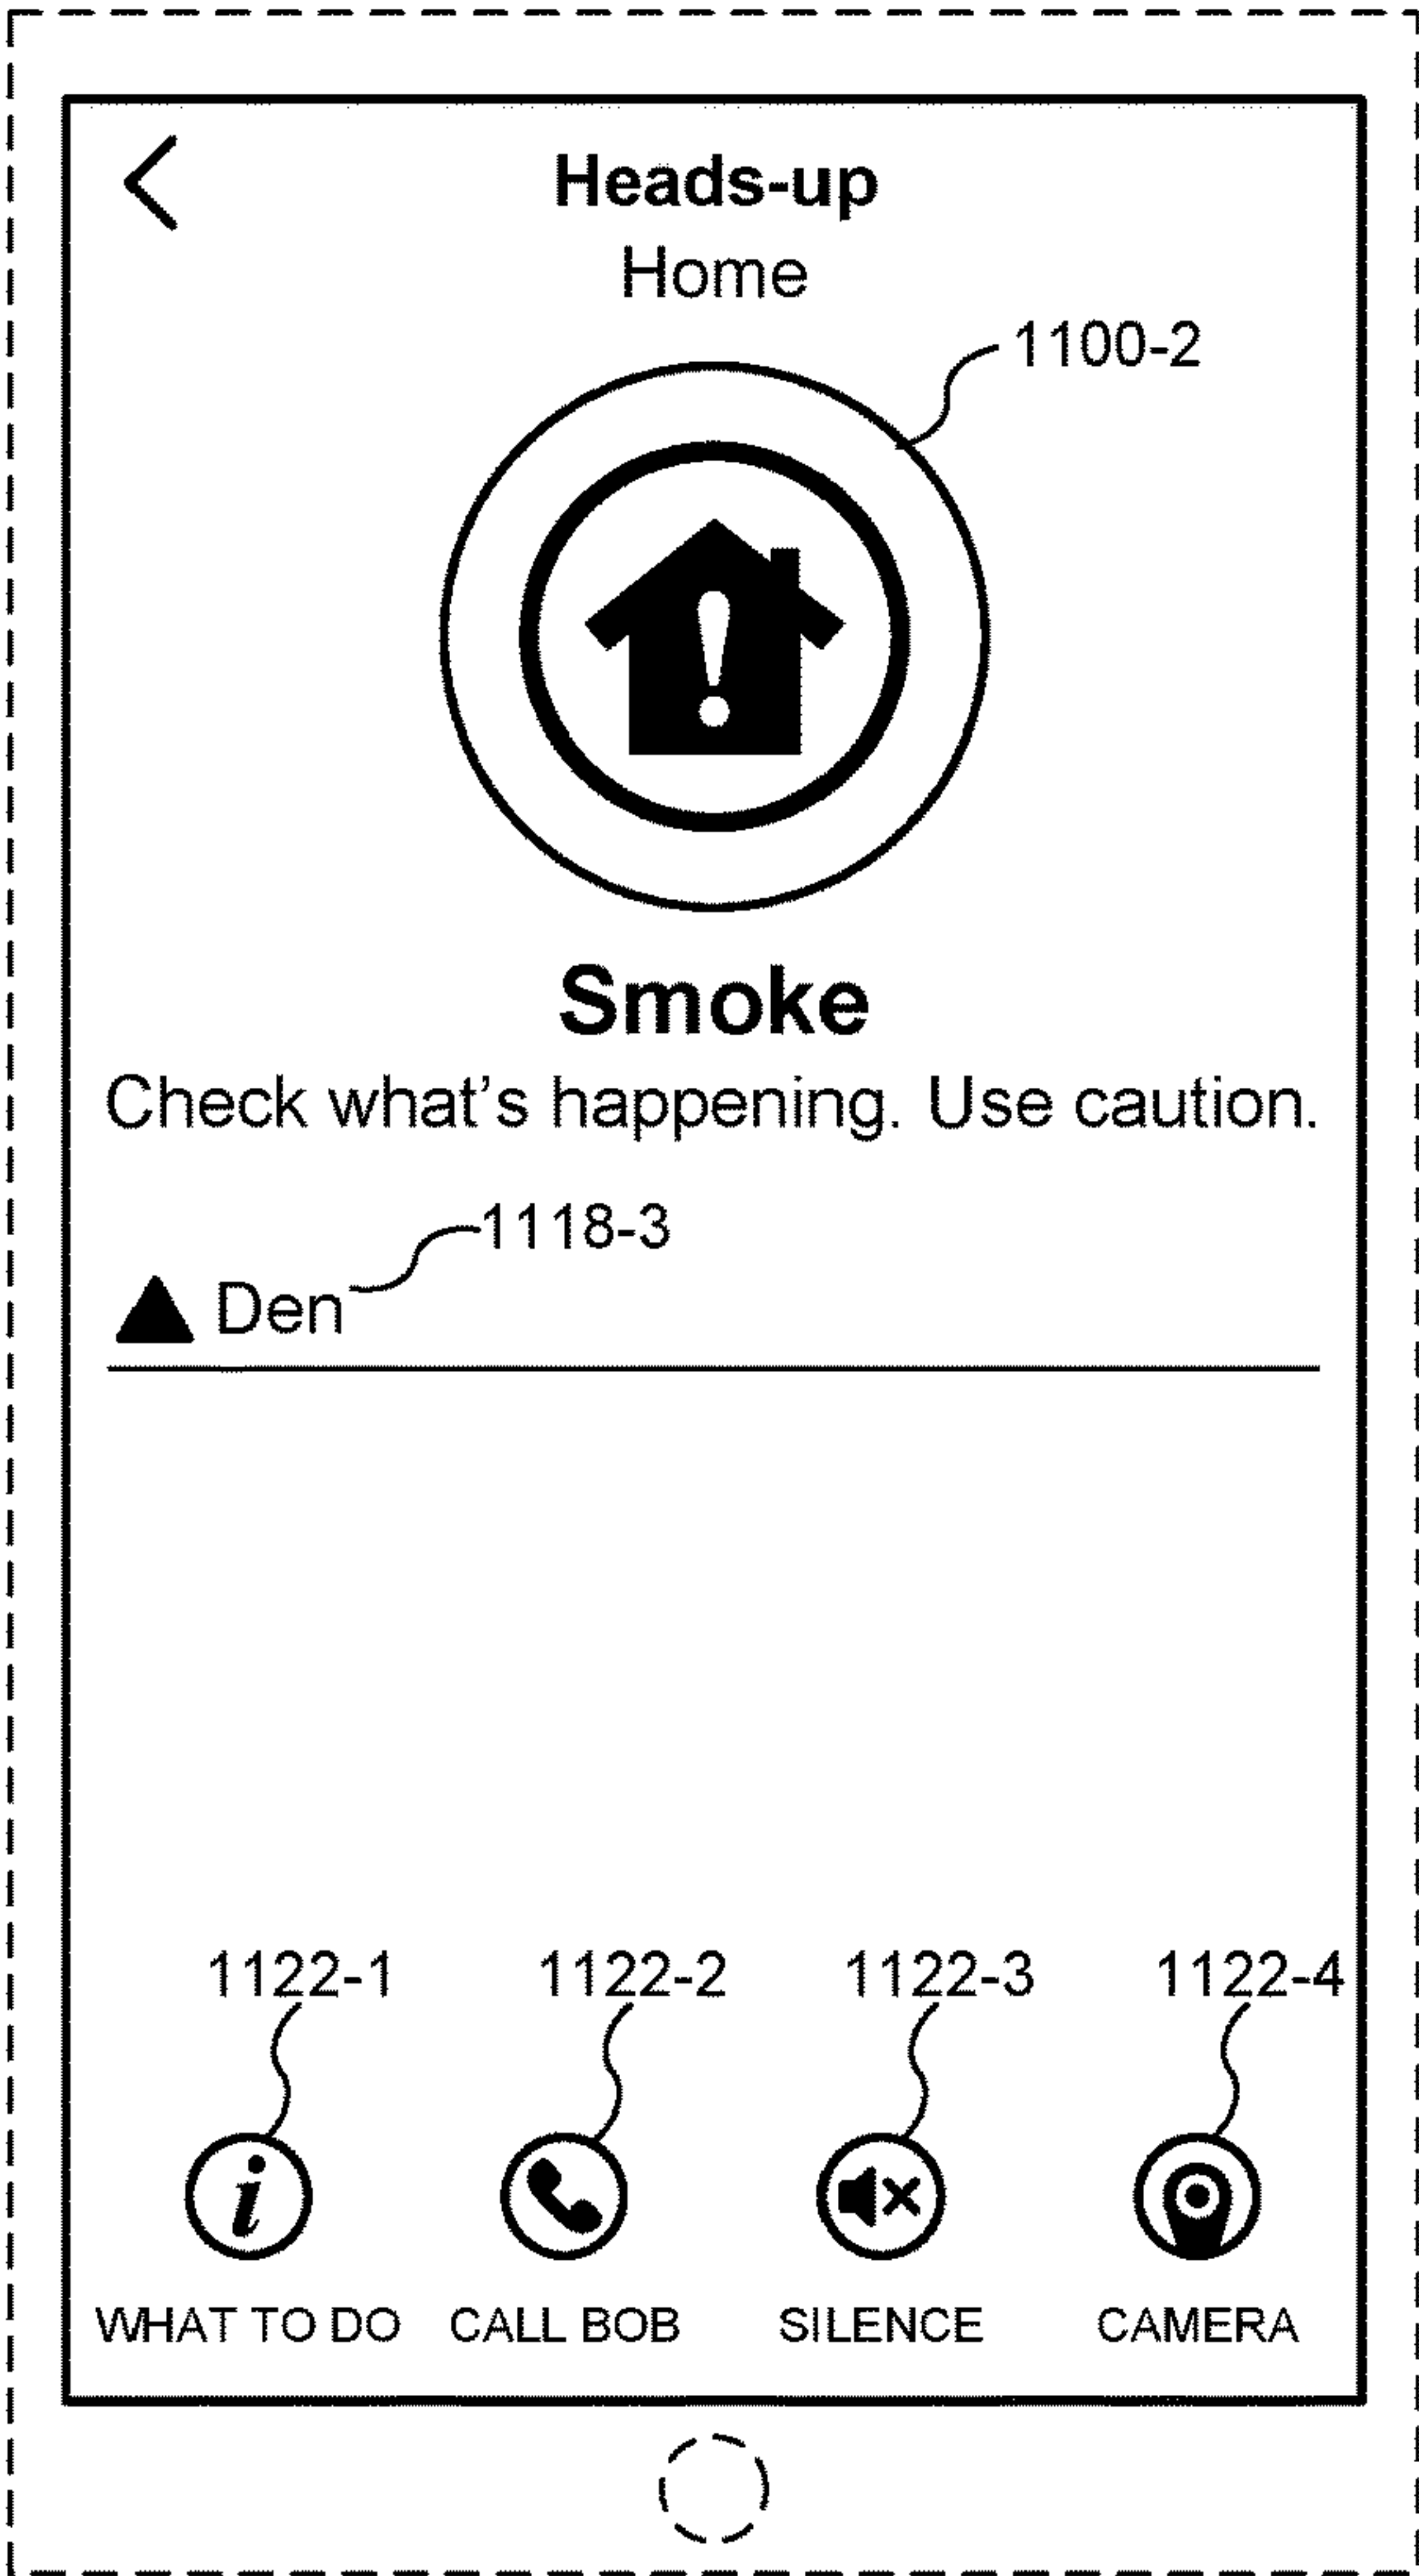 Heads-up
Home
1100-2
Smoke
Check what's happening. Use caution.
1118-3
Den
1122-1 1122-2 1122-3 1122-4
WHAT TO DO CALL BOB SILENCE CAMERA